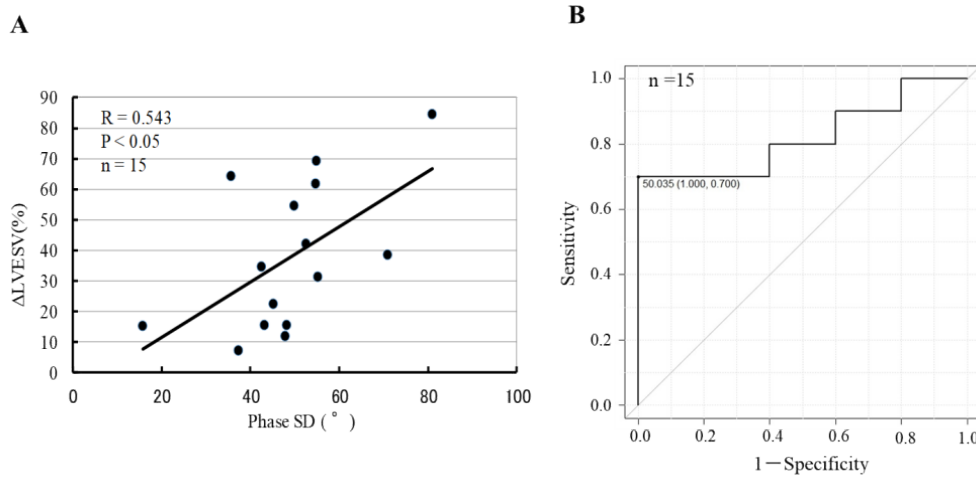 A
R = 0.543
P < 0.05
n = 15
90
80
70
60
50
40
30
20
10
0
ΔLVESV(%)
0 20 40 60 80 100
Phase SD ( ° )
B
n =15
1.0
0.8
0.6
0.4
0.2
0.0
50.035 (1.000, 0.700)
Sensitivity
0.0 0.2 0.4 0.6 0.8 1.0
1－Specificity